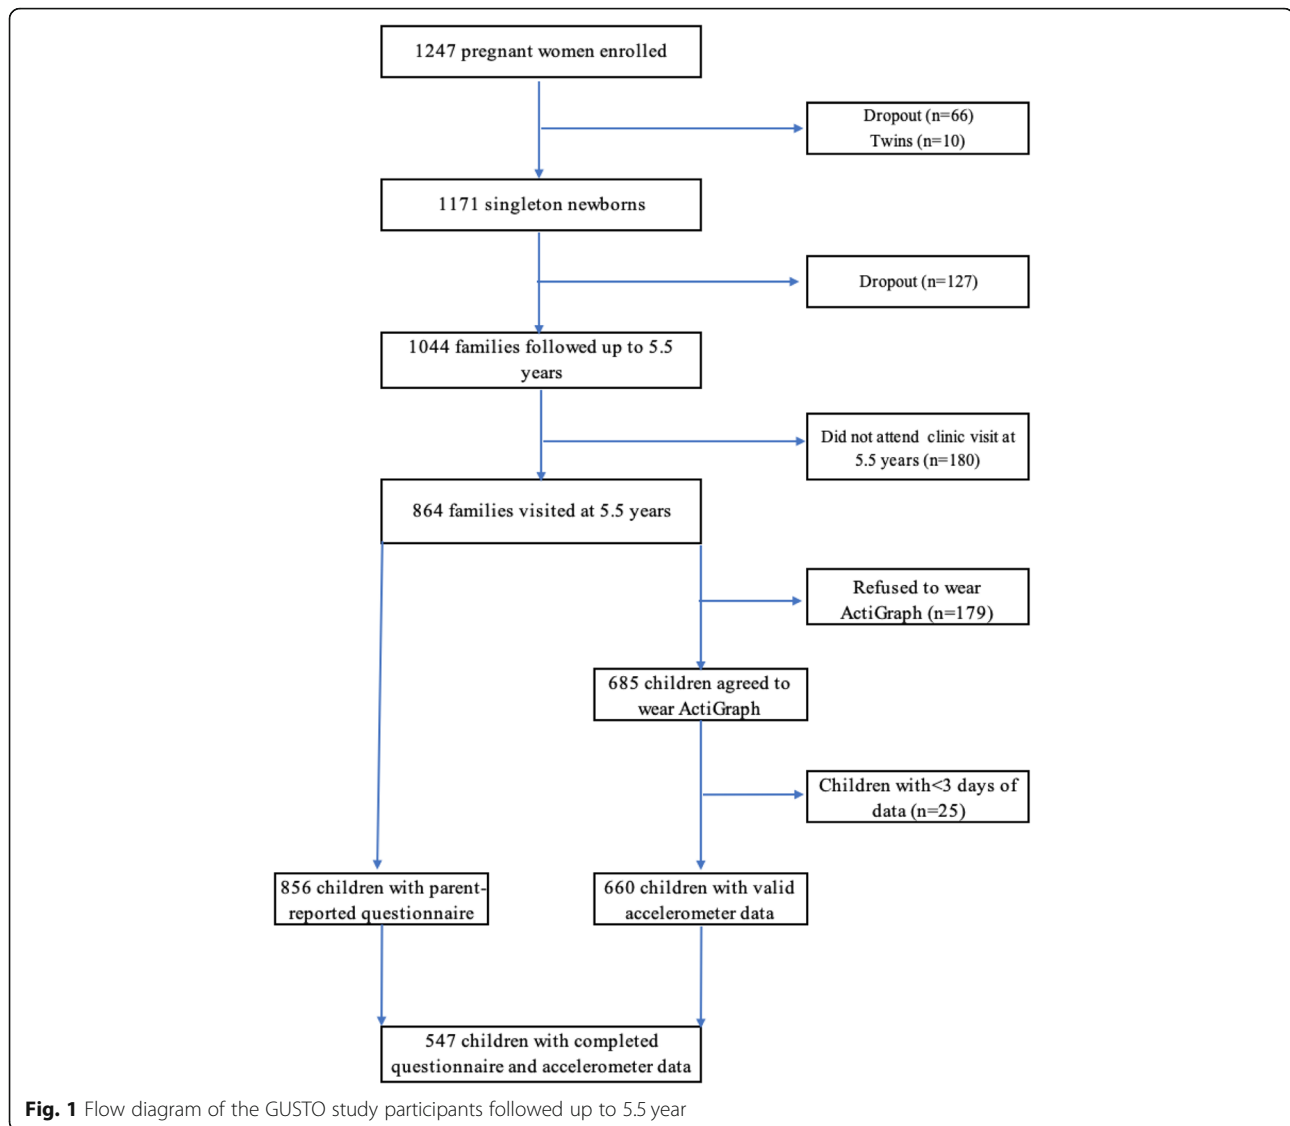 1247 pregnant women enrolled
Dropout (n=66)
Twins (n=10)
1171 singleton newborns
Dropout (n=127)
1044 families followed up to 5.5
years
Did not attend clinic visit at
5.5 years (n=180)
864 families visited at 5.5 years
Refused to wear
ActiGraph (n=179)
685 children agreed to
wear ActiGraph
Children with<3 days of
data (n=25)
856 children with parent-
reported questionnaire
660 children with valid
accelerometer data
547 children with completed
questionnaire and accelerometer data
Fig. 1 Flow diagram of the GUSTO study participants followed up to 5.5 year